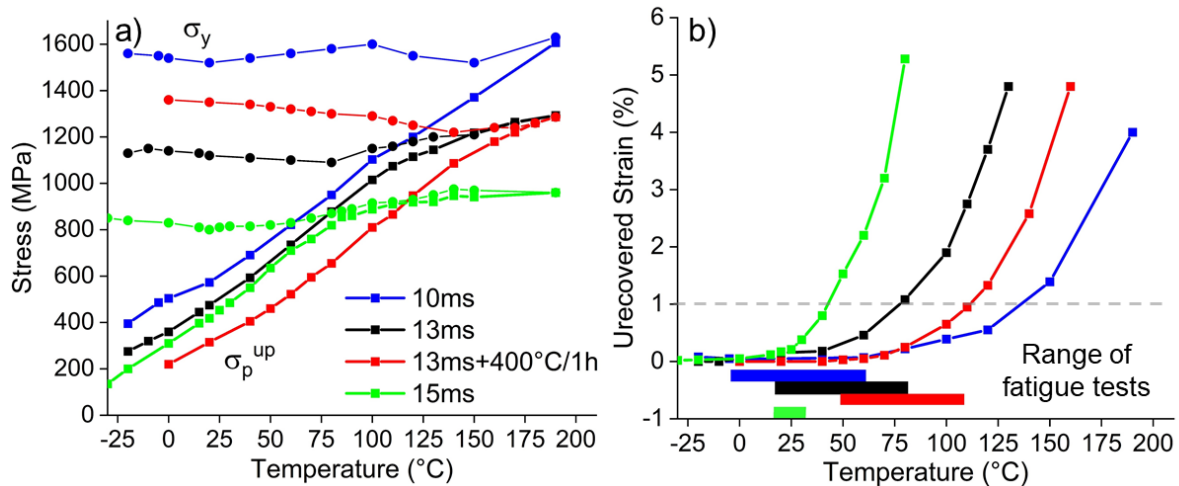 a)
σy
1600
1400
1200
1000
800
600
400
200
0
Stress (MPa)
-25 0 25 50 75 100 125 150 175 200
Temperature (°C)
10ms
13ms
13ms+400°C/1h
15ms
σp^up
b)
6
5
4
3
2
1
0
-1
Urecovered Strain (%)
Range of
fatigue tests
-25 0 25 50 75 100 125 150 175 200
Temperature (°C)